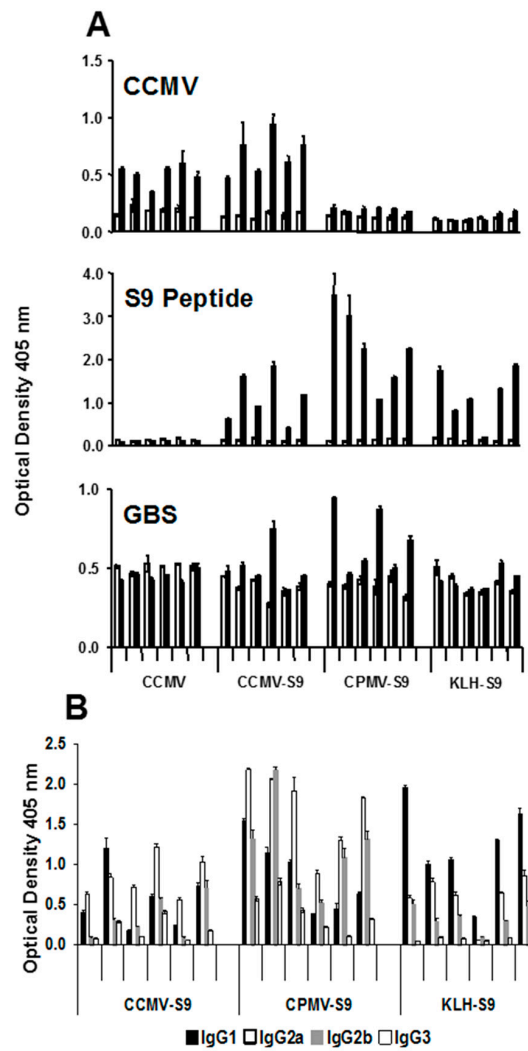 A
CCMV
1.5
1.0
0.5
0.0
S9 Peptide
4.0
3.0
2.0
1.0
0.0
Optical Density 405 nm
GBS
1.0
0.5
0.0
CCMV CCMV-S9 CPMV-S9 KLH-S9
B
2.5
2.0
1.5
1.0
0.5
0.0
Optical Density 405 nm
CCMV-S9 CPMV-S9 KLH-S9
IgG1 IgG2a IgG2b IgG3